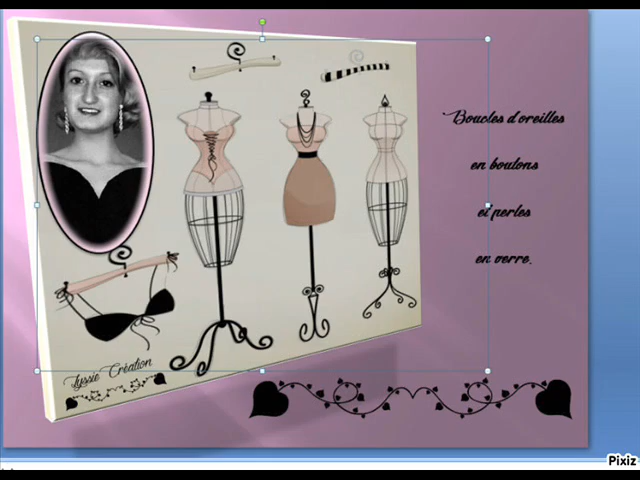 Boucles d'oreilles
en boutons
et perles
en verre.
Lyssie Création
Pixiz